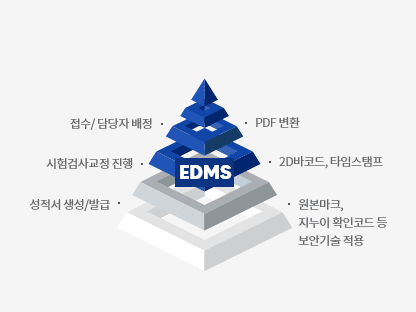 접수/ 담당자 배정
PDF 변환
시험검사교정 진행
2D바코드, 타임스탬프
EDMS
성적서 생성/발급
원본마크,
지누이 확인코드 등
보안기술 적용